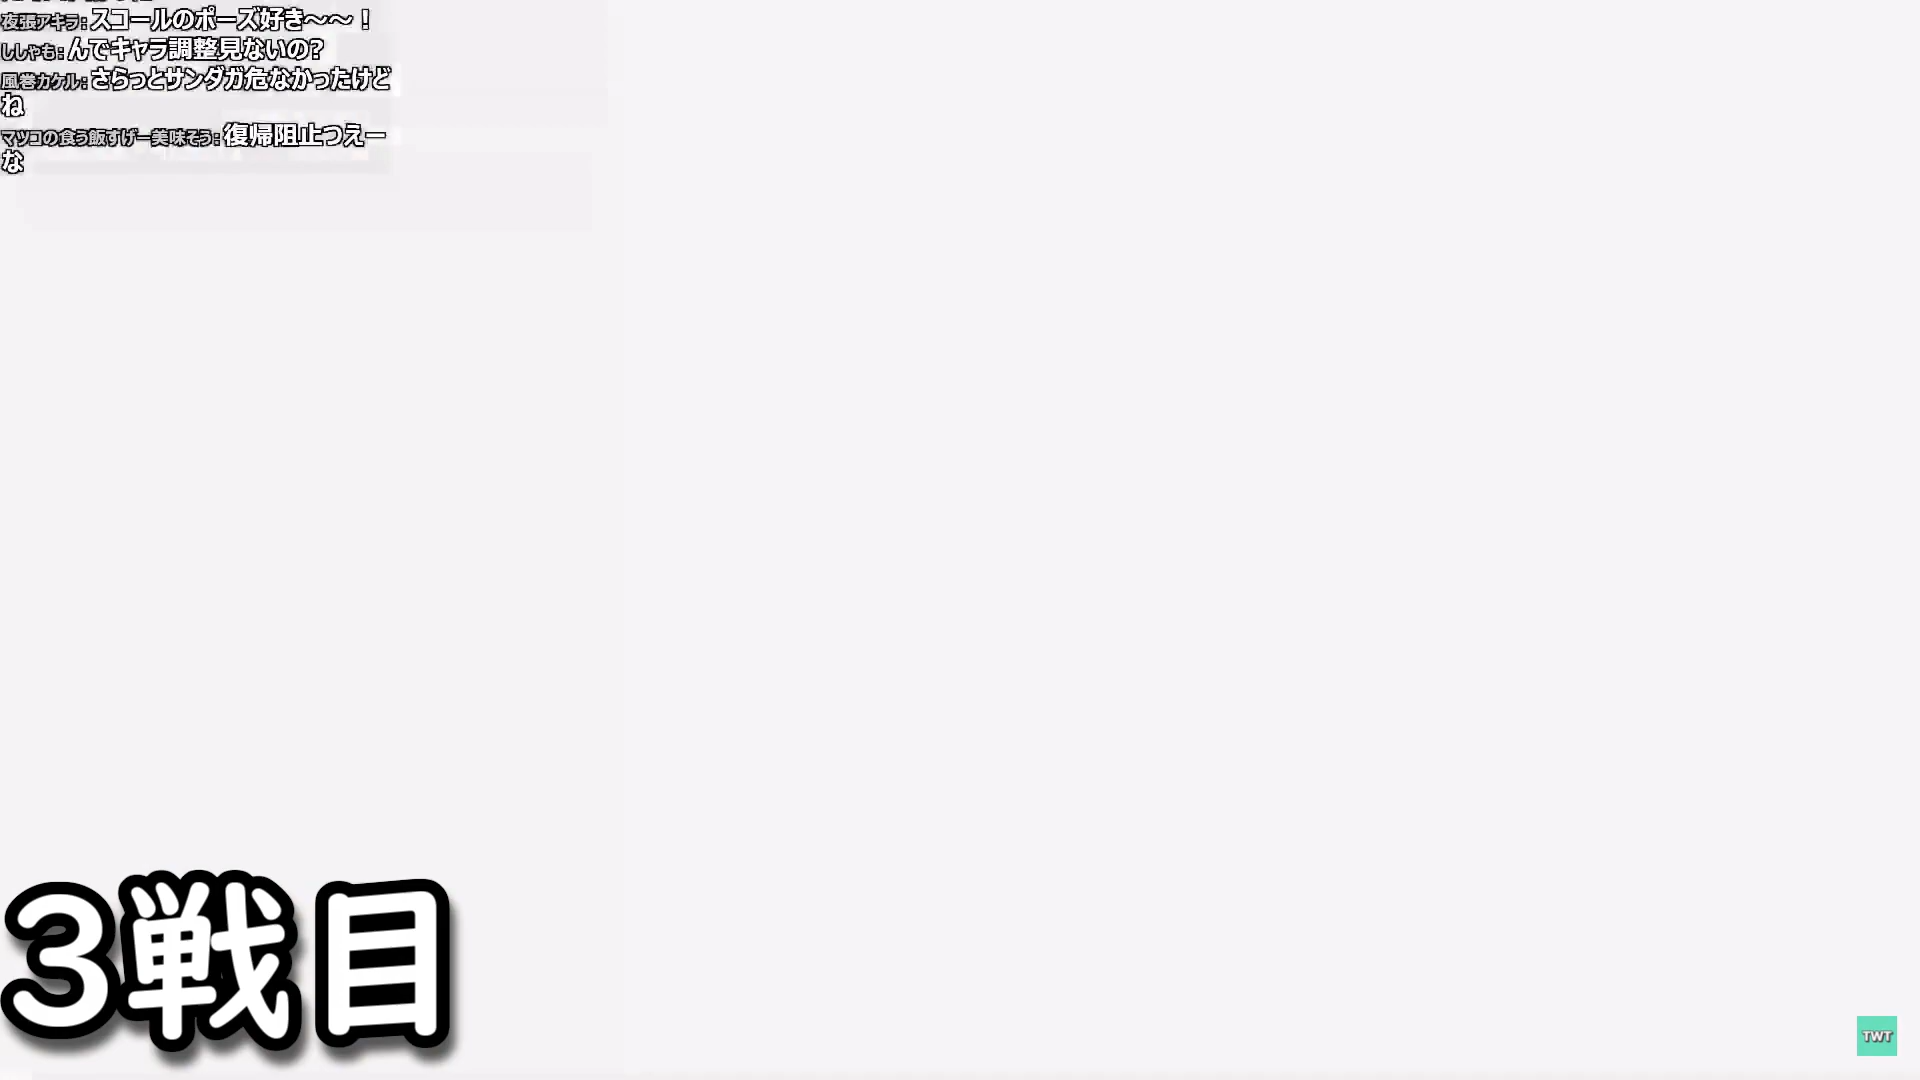 夜張アキラ: スコールのポーズ好き～～！
ししゃも: んでキャラ調整見ないの?
風巻カケル: さらっとサンダガ危なかったけど
ね
マツコの食う飯すげー美味そう: 復帰阻止つえー
な
3戦目
TWT